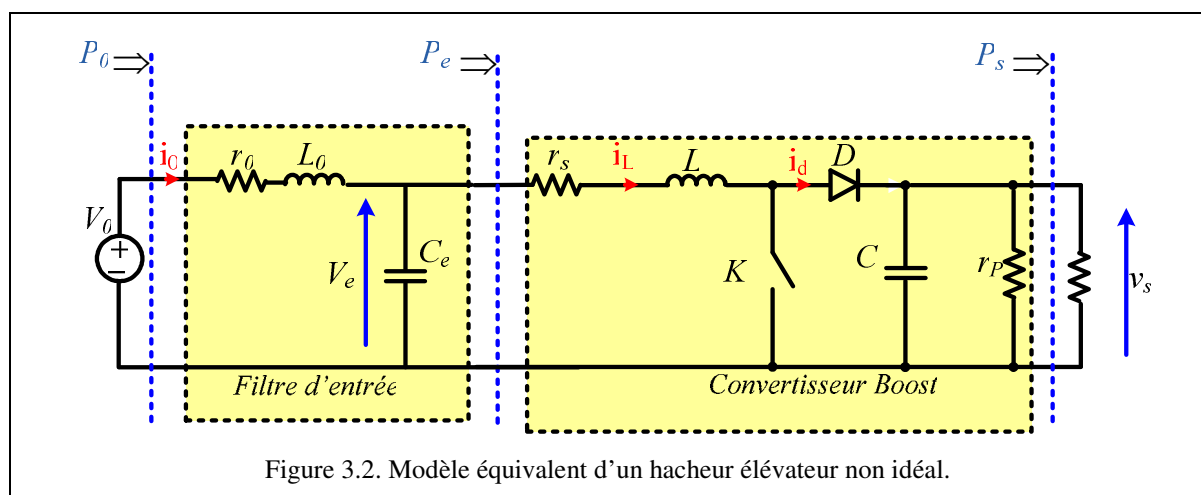 P0 Pe Ps
i0 r0 L0 rs iL L id D
V0 Ve Ce K C rP vs
Filtre d'entrée Convertisseur Boost
Figure 3.2. Modèle équivalent d'un hacheur élévateur non idéal.